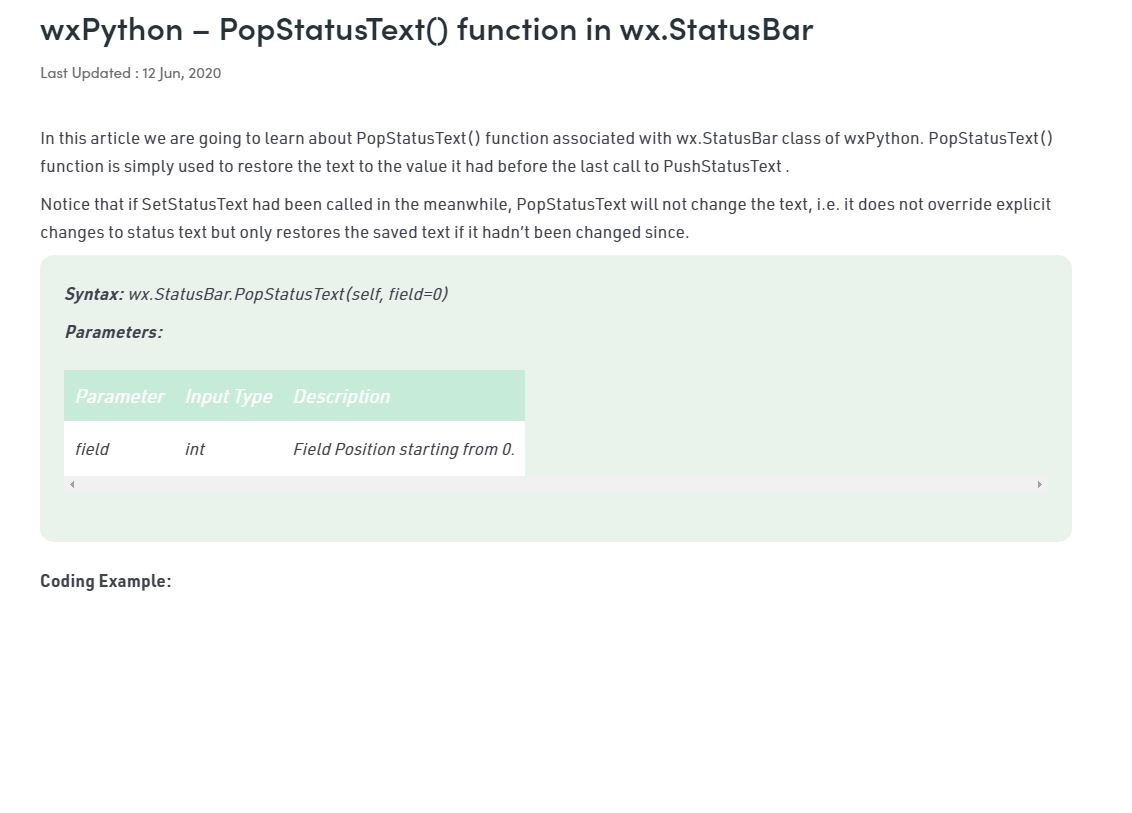 wxPython – PopStatusText() function in wx.StatusBar
Last Updated : 12 Jun, 2020
In this article we are going to learn about PopStatusText() function associated with wx.StatusBar class of wxPython. PopStatusText()
function is simply used to restore the text to the value it had before the last call to PushStatusText .
Notice that if SetStatusText had been called in the meanwhile, PopStatusText will not change the text, i.e. it does not override explicit
changes to status text but only restores the saved text if it hadn’t been changed since.
Syntax: wx.StatusBar.PopStatusText(self, field=0)
Parameters:
Parameter Input Type Description
field int Field Position starting from 0.
Coding Example: